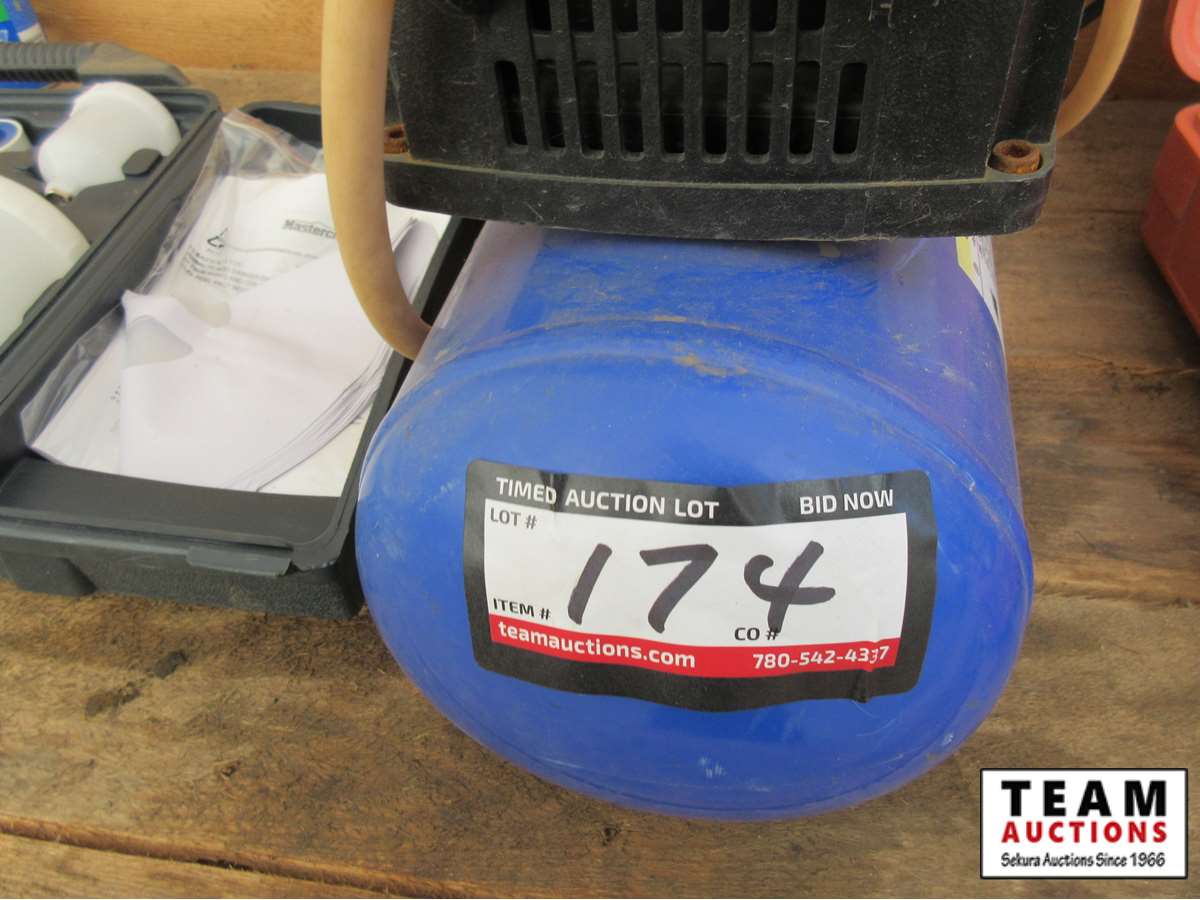 Mastercr
TIMED AUCTION LOT BID NOW
LOT #
174
ITEM # CO #
teamauctions.com 780-542-4337
TEAM
AUCTIONS
Sekura Auctions Since 1966